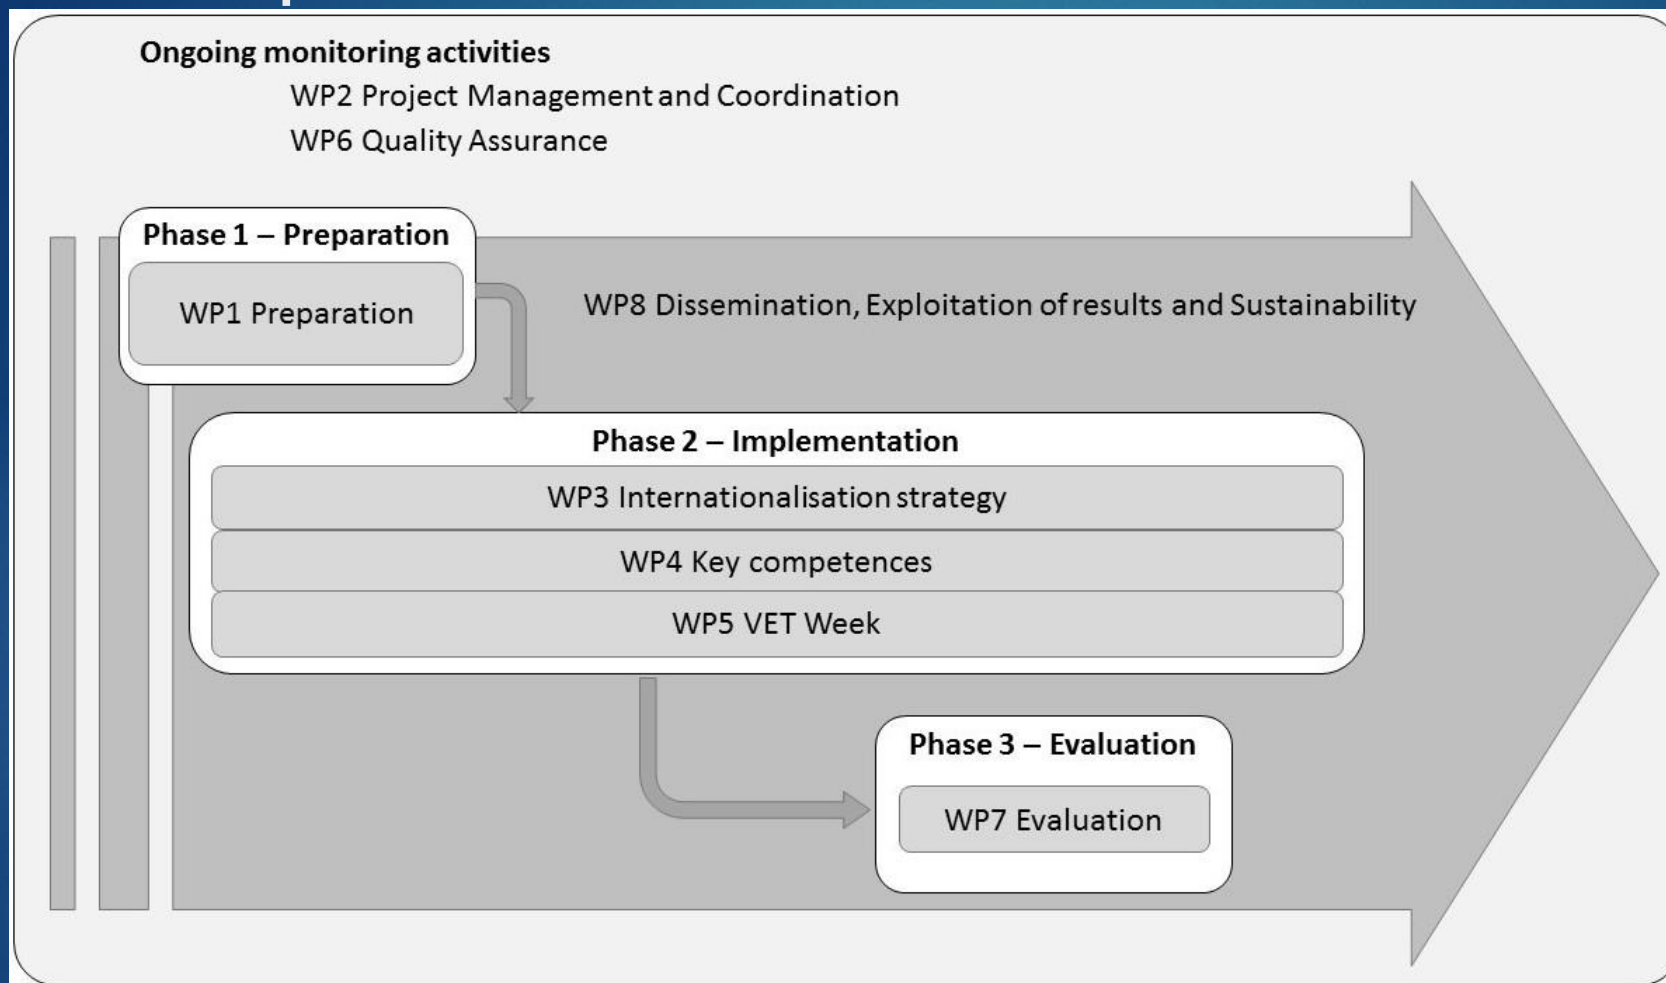 Ongoing monitoring activities
WP2 Project Management and Coordination
WP6 Quality Assurance
Phase 1 – Preparation
WP1 Preparation
WP8 Dissemination, Exploitation of results and Sustainability
Phase 2 – Implementation
WP3 Internationalisation strategy
WP4 Key competences
WP5 VET Week
Phase 3 – Evaluation
WP7 Evaluation